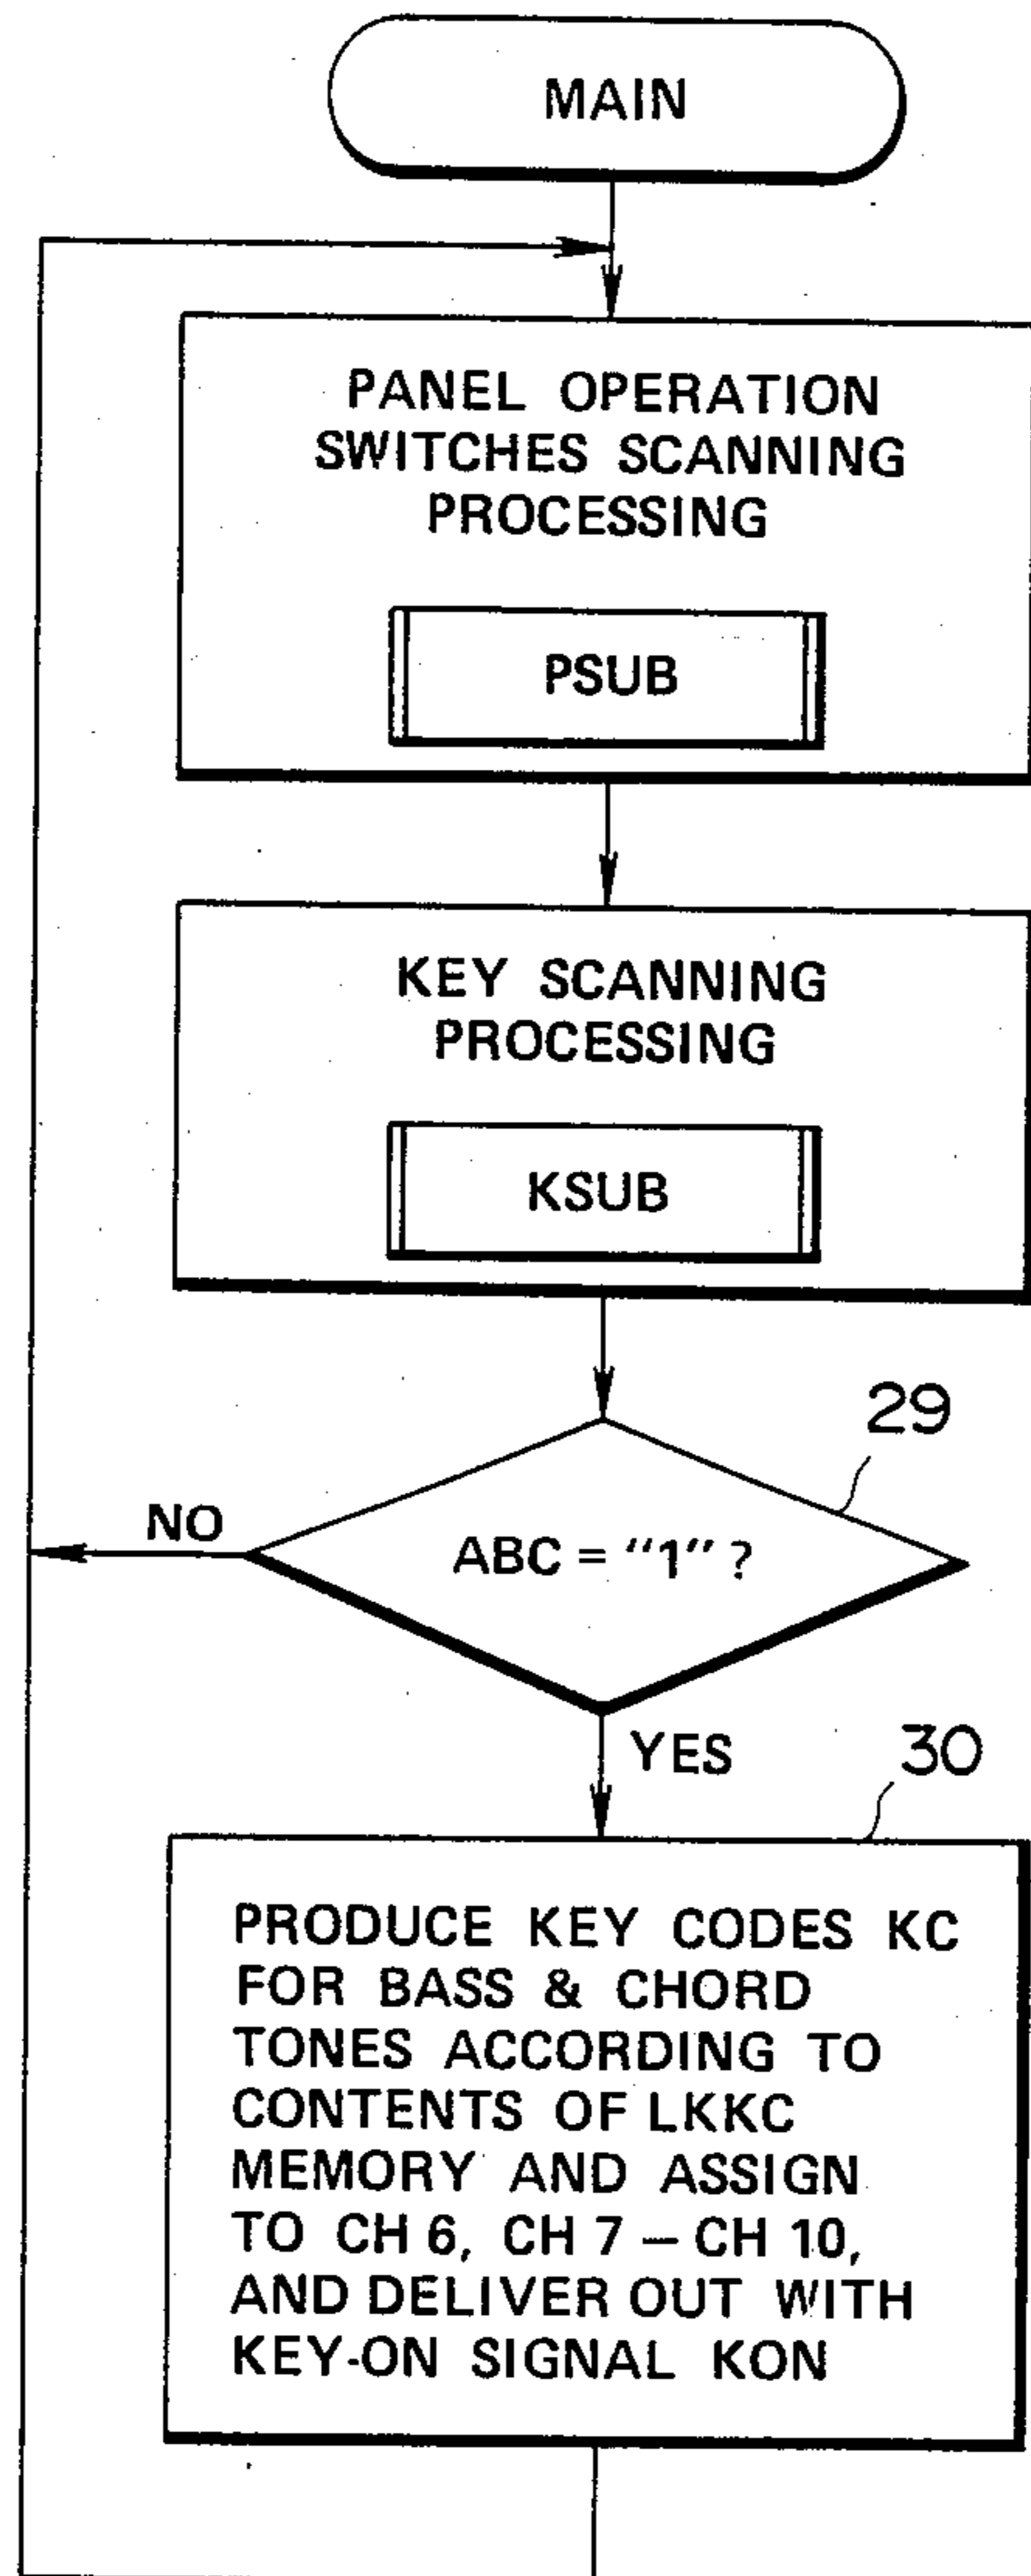 MAIN
PANEL OPERATION
SWITCHES SCANNING
PROCESSING
PSUB
KEY SCANNING
PROCESSING
KSUB
29
NO
ABC = "1" ?
YES
30
PRODUCE KEY CODES KC
FOR BASS & CHORD
TONES ACCORDING TO
CONTENTS OF LKKC
MEMORY AND ASSIGN
TO CH 6, CH 7 – CH 10,
AND DELIVER OUT WITH
KEY-ON SIGNAL KON